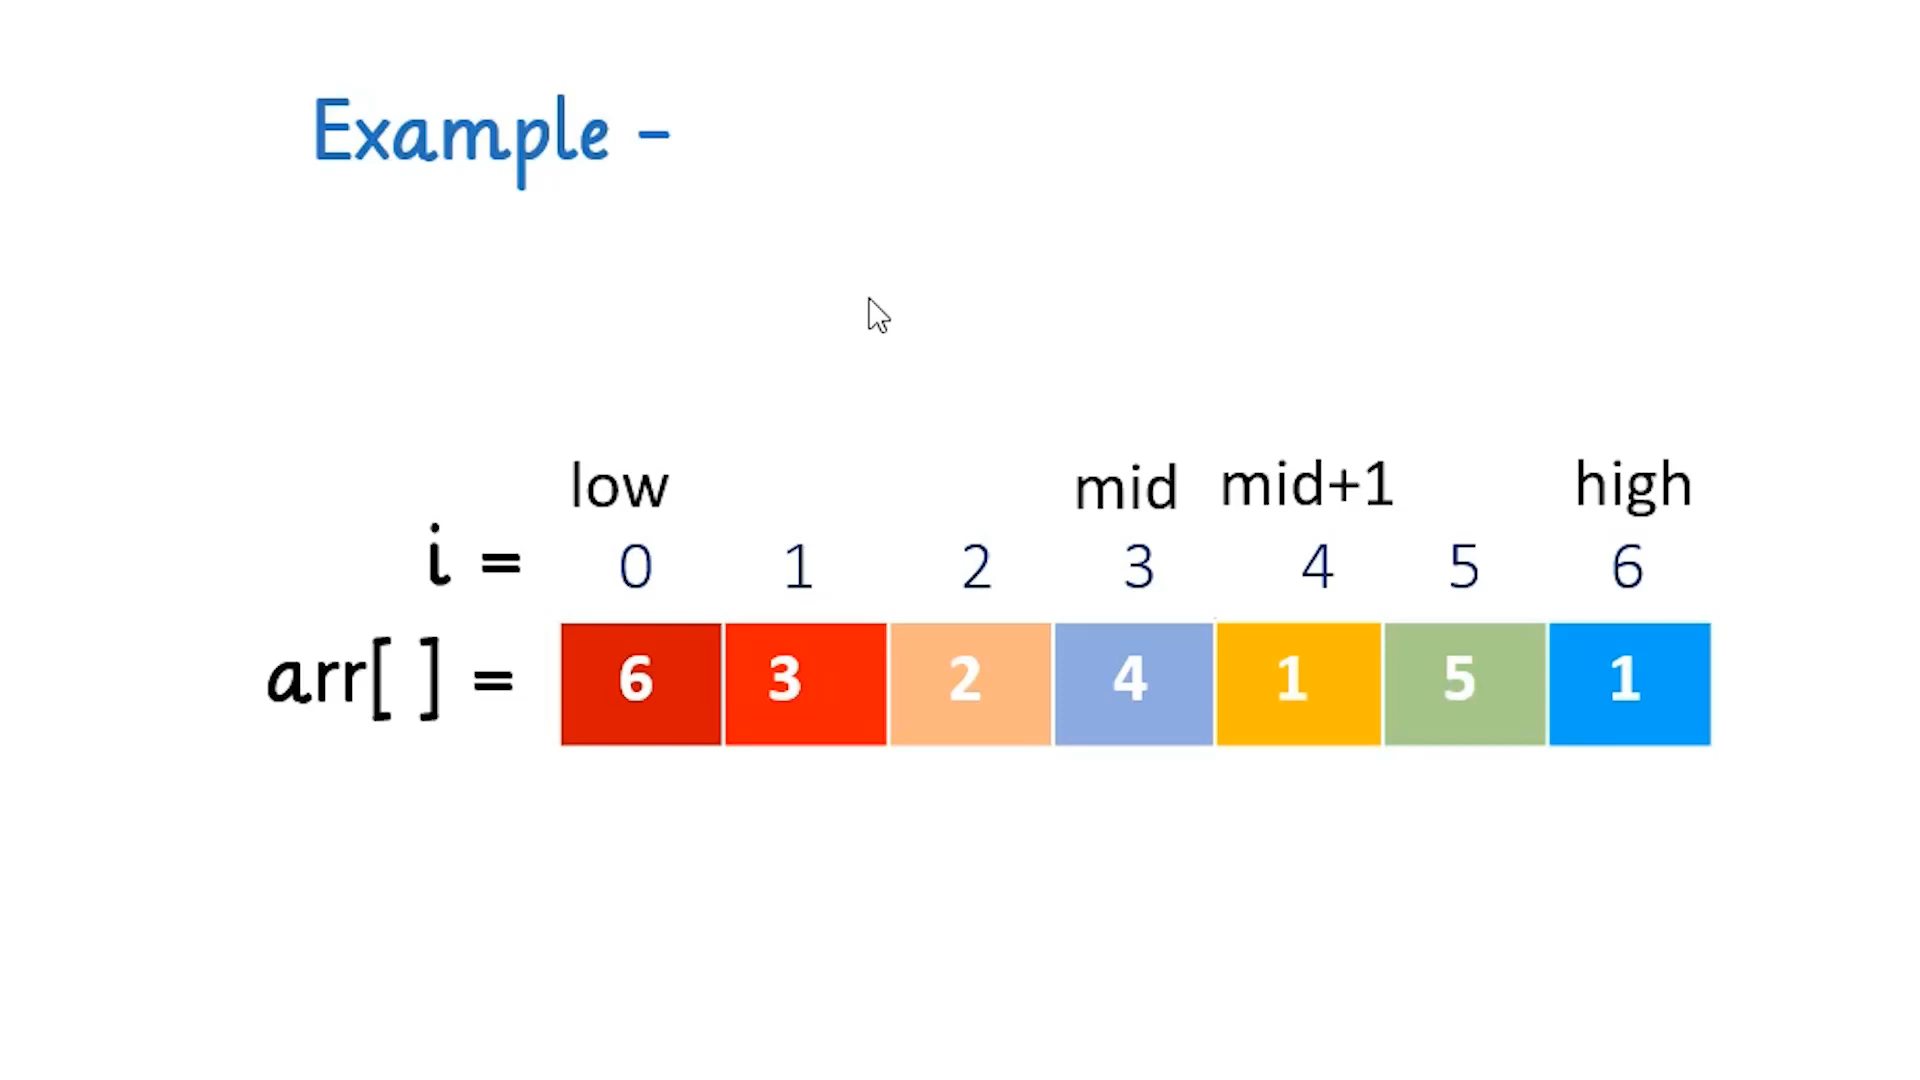 Example -
low mid mid+1 high
i = 0 1 2 3 4 5 6
arr[ ] = 6 3 2 4 1 5 1